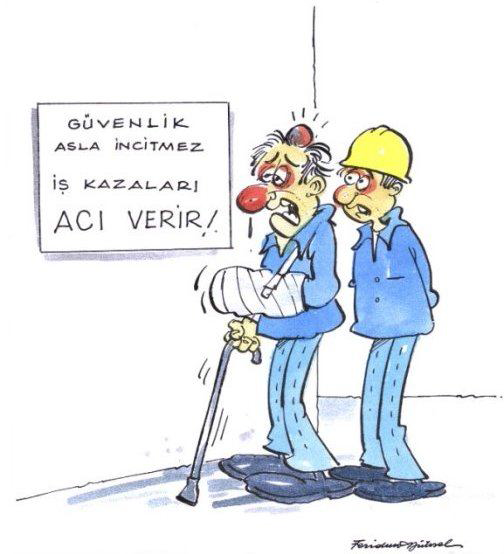 GÜVENLİK
ASLA İNCİTMEZ
İŞ KAZALARI
ACI VERİR!